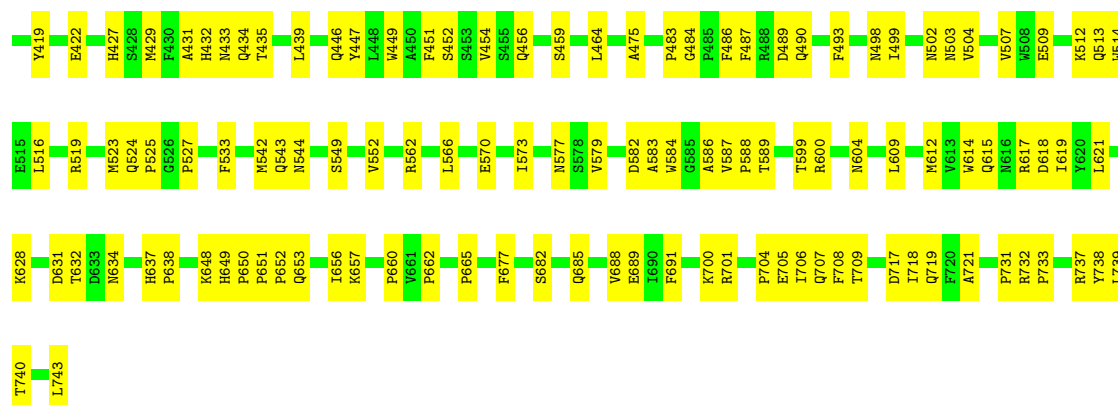 Y419 E422 H427 S428 M429 F430 A431 H432 N433 Q434 T435 L439 Q446 Y447 L448 W449 A450 F451 S452 S453 V454 S455 Q456 S459 L464 A475 P483 G484 P485 F486 F487 R488 D489 Q490 F493 N498 I499 N502 N503 V504 V507 W508 E509 K512 Q513 W514
E515 L516 R519 M523 Q524 P525 G526 P527 F533 M542 Q543 N544 S549 V552 R562 L566 E570 I573 N577 S578 V579 D582 A583 W584 G585 A586 V587 P588 T589 T599 R600 N604 L609 M612 V613 W614 Q615 N616 R617 D618 I619 Y620 L621
K628 D631 T632 D633 N634 H637 P638 K648 H649 P650 P651 P652 Q653 I656 K657 P660 V661 P662 P665 F677 S682 Q685 V688 E689 I690 F691 K700 R701 P704 E705 I706 Q707 F708 T709 D717 I718 Q719 F720 A721 P731 R732 P733 R737 Y738
T740 L743